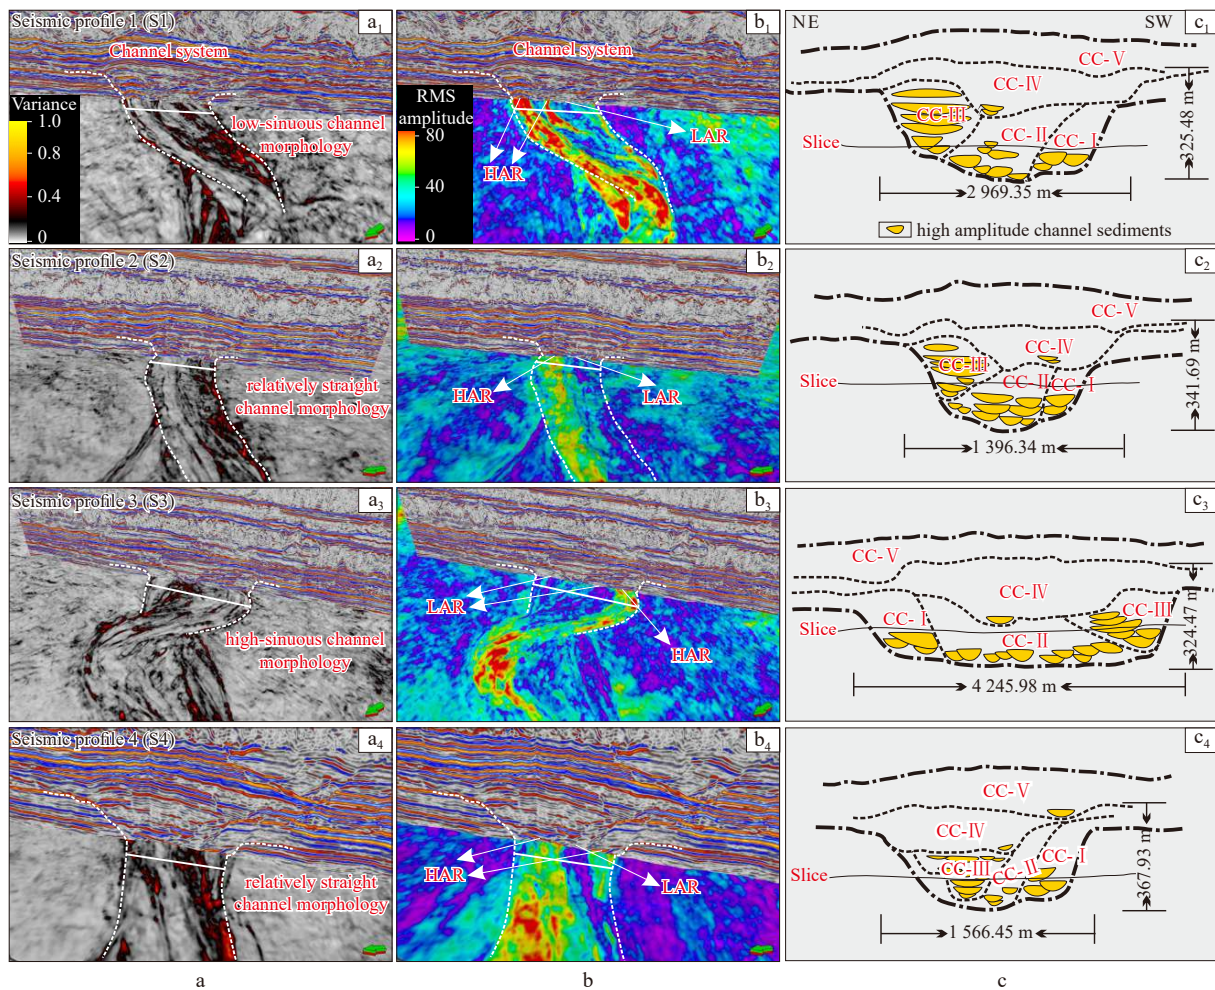 Seismic profile 1 (S1)
a1
Channel system
Variance
1.0
0.4
0
low-sinuous channel
morphology
b1
Channel system
RMS
amplitude
80
40
0
HAR
LAR
NE
SW
c1
CC-V
CC-IV
CC-III
CC-II
CC-I
Slice
325.48 m
2 969.35 m
high amplitude channel sediments
Seismic profile 2 (S2)
a2
relatively straight
channel morphology
b2
HAR
LAR
c2
CC-V
CC-IV
CC-III
CC-II
CC-I
Slice
341.69 m
1 396.34 m
Seismic profile 3 (S3)
a3
high-sinuous channel
morphology
b3
LAR
HAR
c3
CC-V
CC-IV
CC-III
CC-I
CC-II
Slice
324.47 m
4 245.98 m
Seismic profile 4 (S4)
a4
relatively straight
channel morphology
b4
HAR
LAR
c4
CC-V
CC-IV
CC-III
CC-II
CC-I
Slice
367.93 m
1 566.45 m
a
b
c